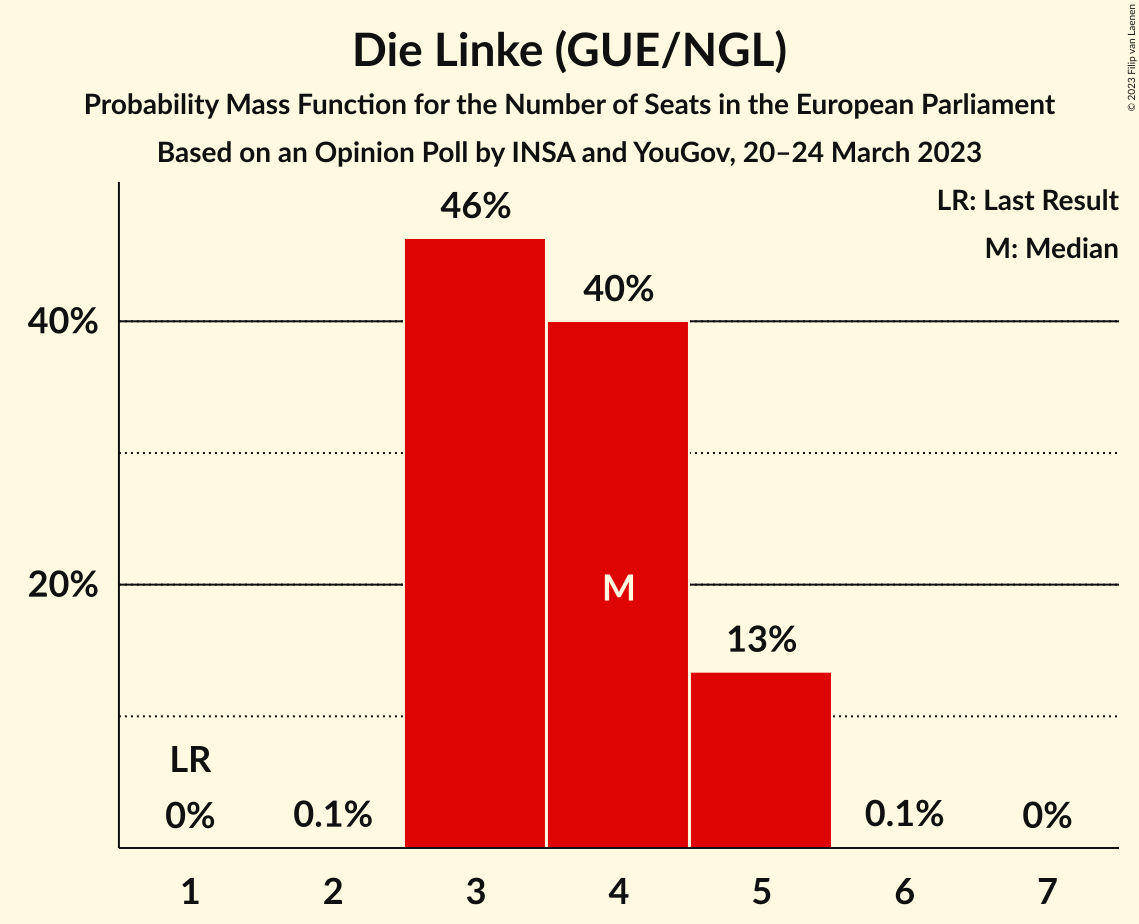 Die Linke (GUE/NGL)
Probability Mass Function for the Number of Seats in the European Parliament
Based on an Opinion Poll by INSA and YouGov, 20–24 March 2023
© 2023 Filip van Laenen
LR: Last Result
M: Median
46%
40%
40%
20%
M
13%
LR
0%
0.1%
0.1%
0%
1 2 3 4 5 6 7